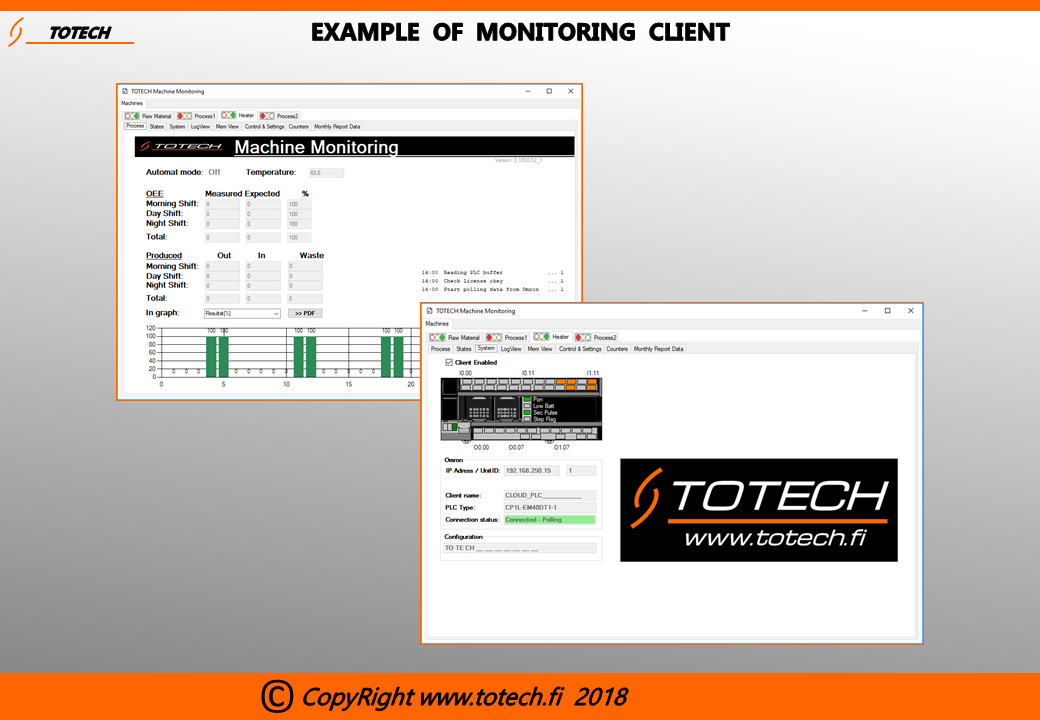 TOTECH
EXAMPLE OF MONITORING CLIENT
TOTECH Machine Monitoring
Machines
Raw Material Process1 Heater Process2
Process States System LogView Mem View Control & Settings Counters Monthly Report Data
TOTECH Machine Monitoring
Version: 0.1808.02_1
Automat mode: Off Temperature: 65,6
OEE Measured Expected %
Morning Shift: 0 0 100
Day Shift: 0 0 100
Night Shift: 0 0 100
Total: 0 0 100
Produced Out In Waste
Morning Shift: 0 0 0
Day Shift: 0 0 0
Night Shift: 0 0 0
Total: 0 0 0
14:00 Reading PLC buffer ... 1
14:00 Check license okey ... 1
14:00 Start polling data from Omron ... 1
In graph: Resultat[%] >> PDF
120
100
80
60
40
20
0
100 100 100 100 100 100
0 0 0 0 0 0 0 0 0 0 0 0
0 5 10 15 20
TOTECH Machine Monitoring
Machines
Raw Material Process1 Heater Process2
Process States System LogView Mem View Control & Settings Counters Monthly Report Data
Client Enabled
I0.00 I0.11 I1.11
Pon
Low Batt
Sec Pulse
Step Flag
O0.00 O0.07 O1.07
Omron
IP Adress / UnitID: 192.168.250.15 1
Client name: CLOUD_PLC___________
PLC Type: CP1L-EM40DT1-1
Connection status: Connected - Polling
Configuration
TO TE CH __ __ __ __ __ __ __
TOTECH
www.totech.fi
© CopyRight www.totech.fi 2018